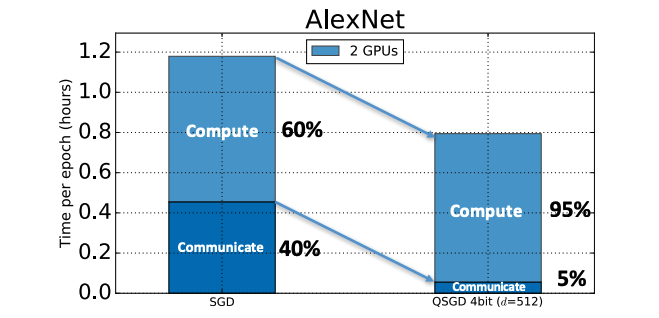 AlexNet
2 GPUs
Time per epoch (hours)
1.2
1.0
0.8
0.6
0.4
0.2
0.0
Compute 60%
Communicate 40%
Compute 95%
Communicate 5%
SGD
QSGD 4bit (d=512)